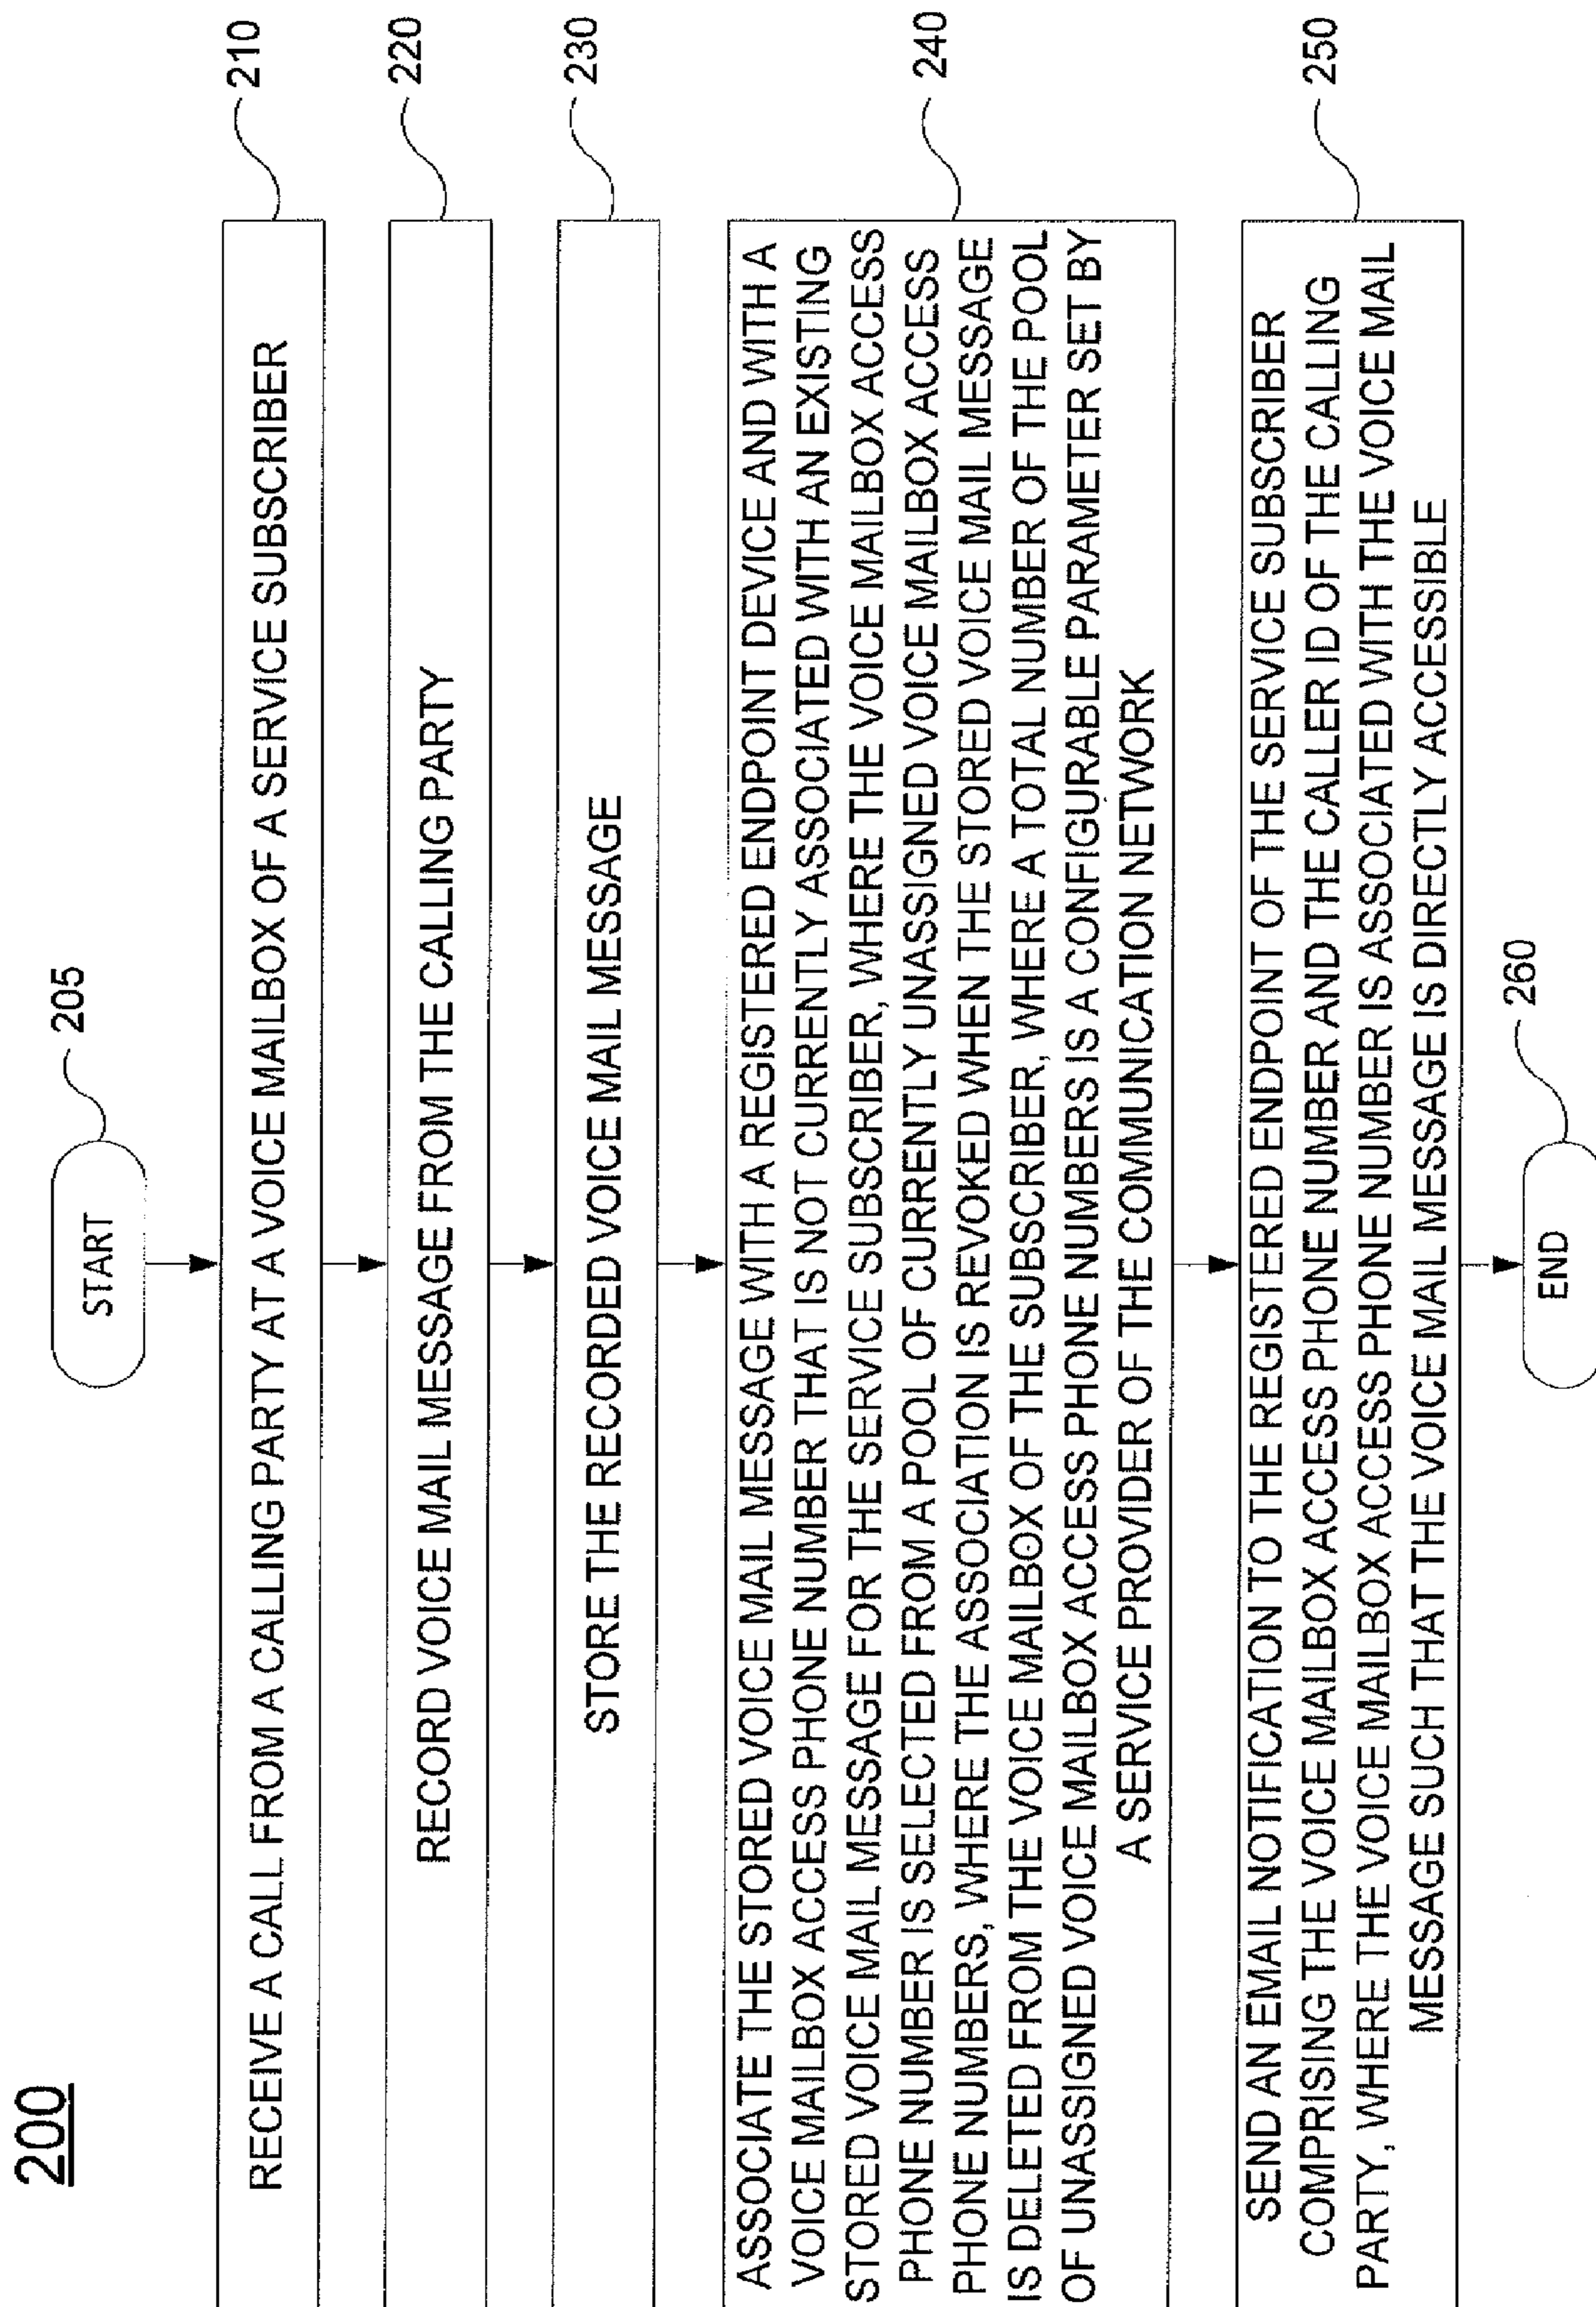 200
START
205
RECEIVE A CALL FROM A CALLING PARTY AT A VOICE MAILBOX OF A SERVICE SUBSCRIBER
210
RECORD VOICE MAIL MESSAGE FROM THE CALLING PARTY
220
STORE THE RECORDED VOICE MAIL MESSAGE
230
ASSOCIATE THE STORED VOICE MAIL MESSAGE WITH A REGISTERED ENDPOINT DEVICE AND WITH A
VOICE MAILBOX ACCESS PHONE NUMBER THAT IS NOT CURRENTLY ASSOCIATED WITH AN EXISTING
STORED VOICE MAIL MESSAGE FOR THE SERVICE SUBSCRIBER, WHERE THE VOICE MAILBOX ACCESS
PHONE NUMBER IS SELECTED FROM A POOL OF CURRENTLY UNASSIGNED VOICE MAILBOX ACCESS
PHONE NUMBERS, WHERE THE ASSOCIATION IS REVOKED WHEN THE STORED VOICE MAIL MESSAGE
IS DELETED FROM THE VOICE MAILBOX OF THE SUBSCRIBER, WHERE A TOTAL NUMBER OF THE POOL
OF UNASSIGNED VOICE MAILBOX ACCESS PHONE NUMBERS IS A CONFIGURABLE PARAMETER SET BY
A SERVICE PROVIDER OF THE COMMUNICATION NETWORK
240
SEND AN EMAIL NOTIFICATION TO THE REGISTERED ENDPOINT OF THE SERVICE SUBSCRIBER
COMPRISING THE VOICE MAILBOX ACCESS PHONE NUMBER AND THE CALLER ID OF THE CALLING
PARTY, WHERE THE VOICE MAILBOX ACCESS PHONE NUMBER IS ASSOCIATED WITH THE VOICE MAIL
MESSAGE SUCH THAT THE VOICE MAIL MESSAGE IS DIRECTLY ACCESSIBLE
250
END
260